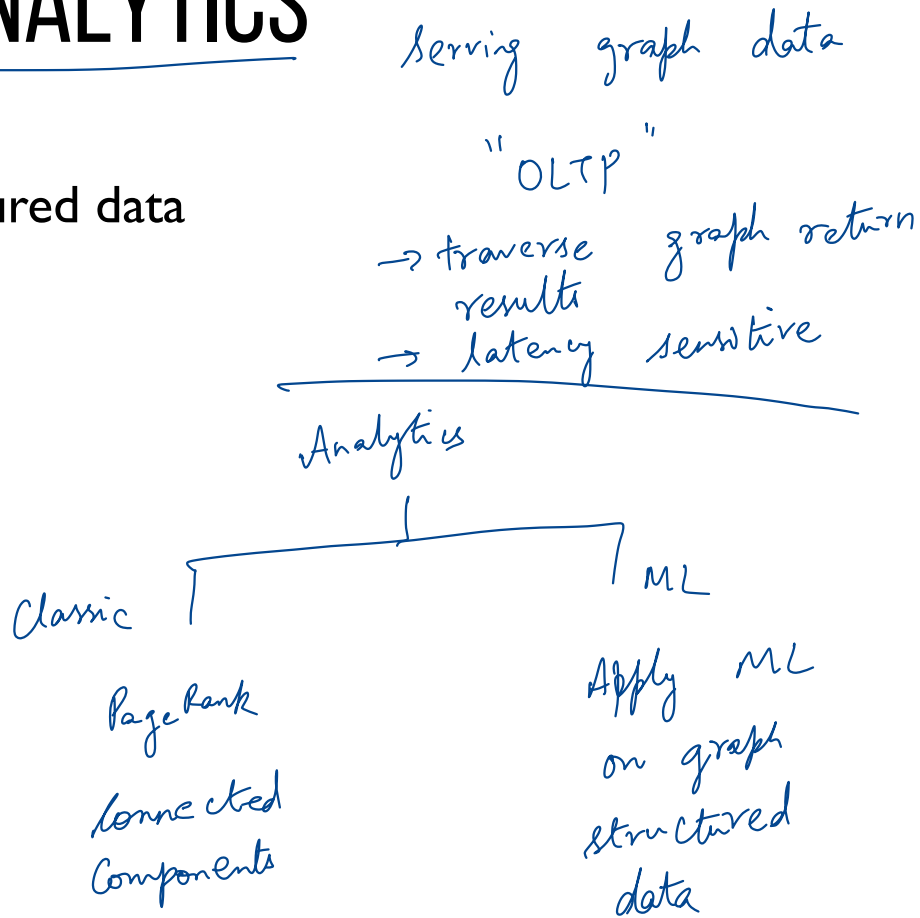 NALYTICS
Serving graph data
"OLTP"
ured data
→ traverse graph return
results
→ latency sensitive
Analytics
Classic
ML
PageRank
Connected
Components
Apply ML
on graph
structured
data